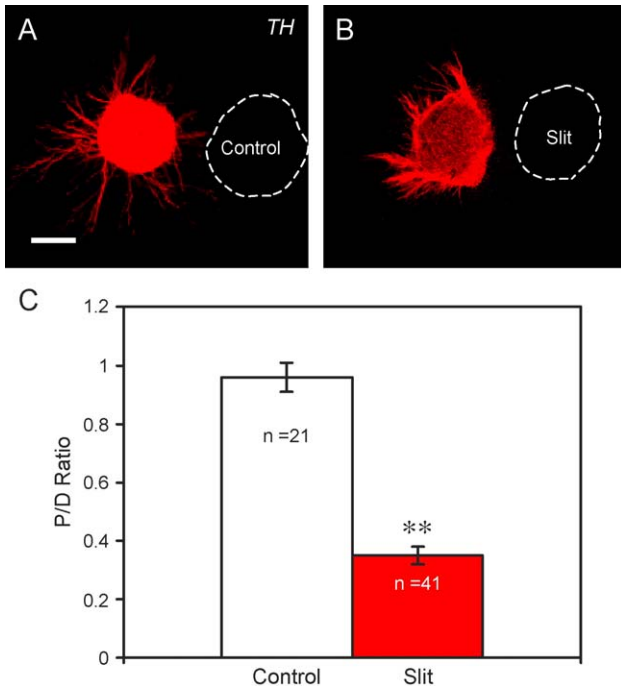 A
TH
Control
B
Slit
C
1.2
1
0.8
0.6
0.4
0.2
0
P/D Ratio
n =21
**
n =41
Control
Slit